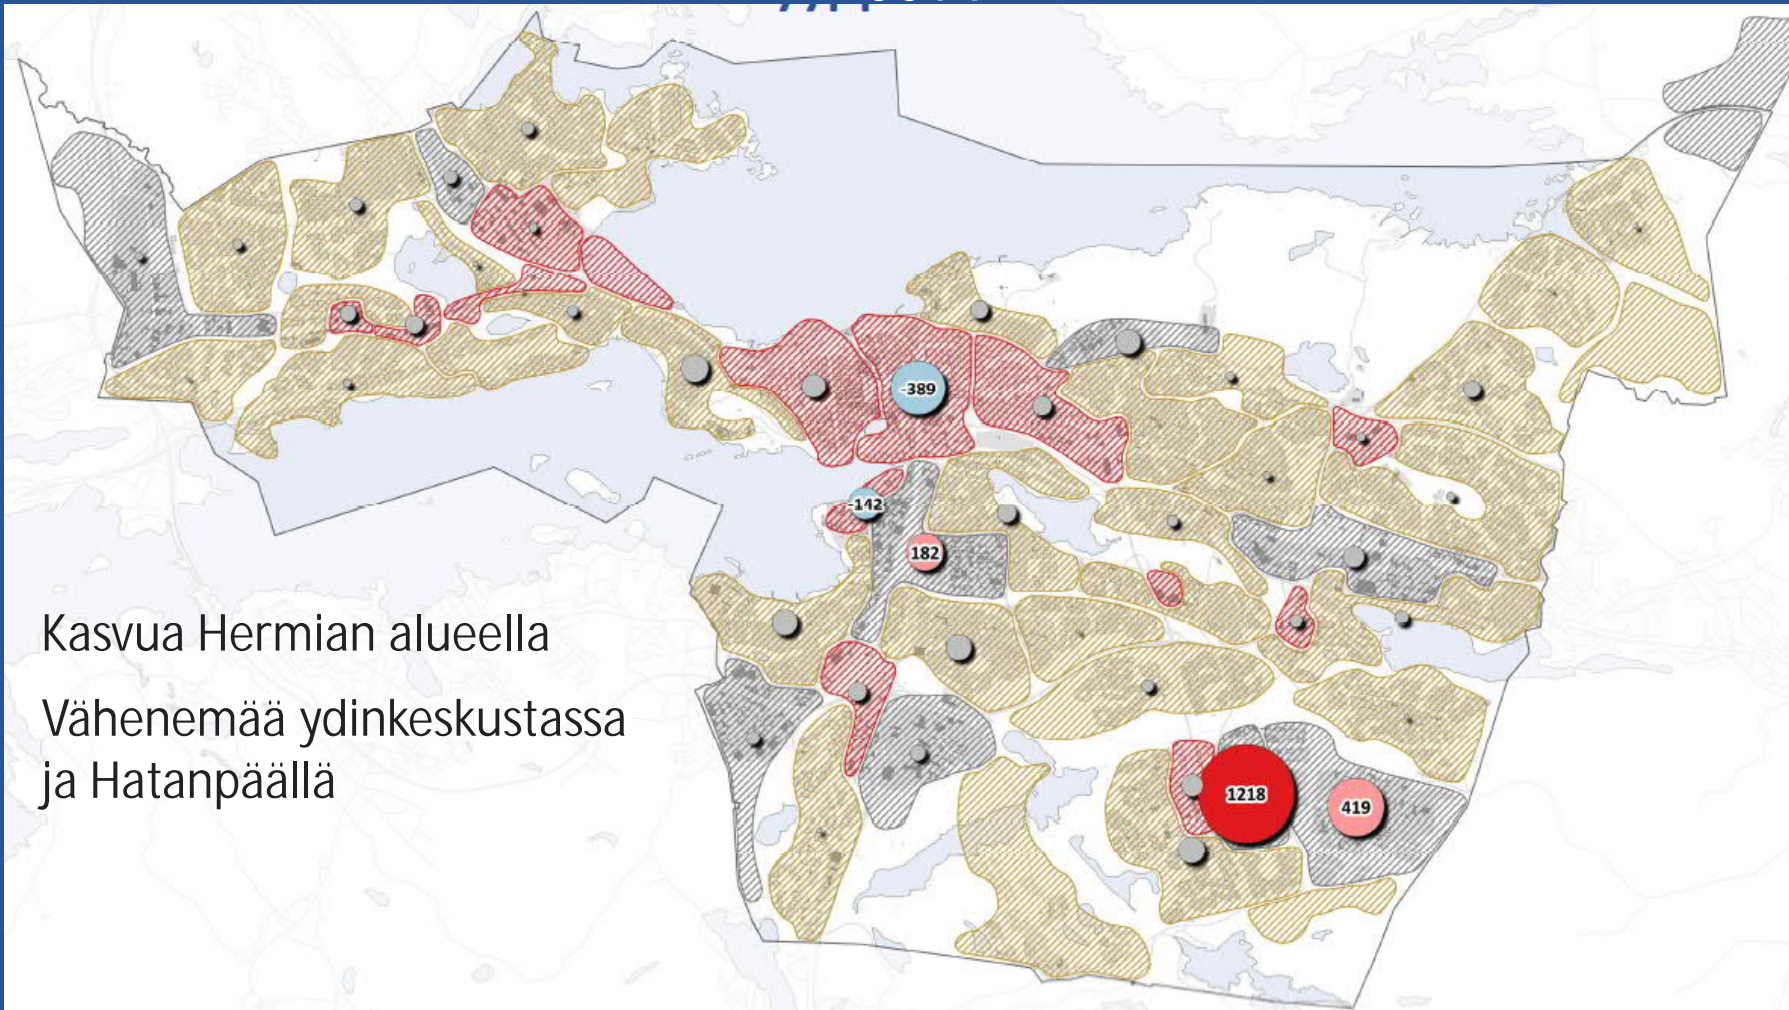 -389
-142
182
Kasvua Hermian alueella
Vähenemää ydinkeskustassa
ja Hatanpäällä
1218
419